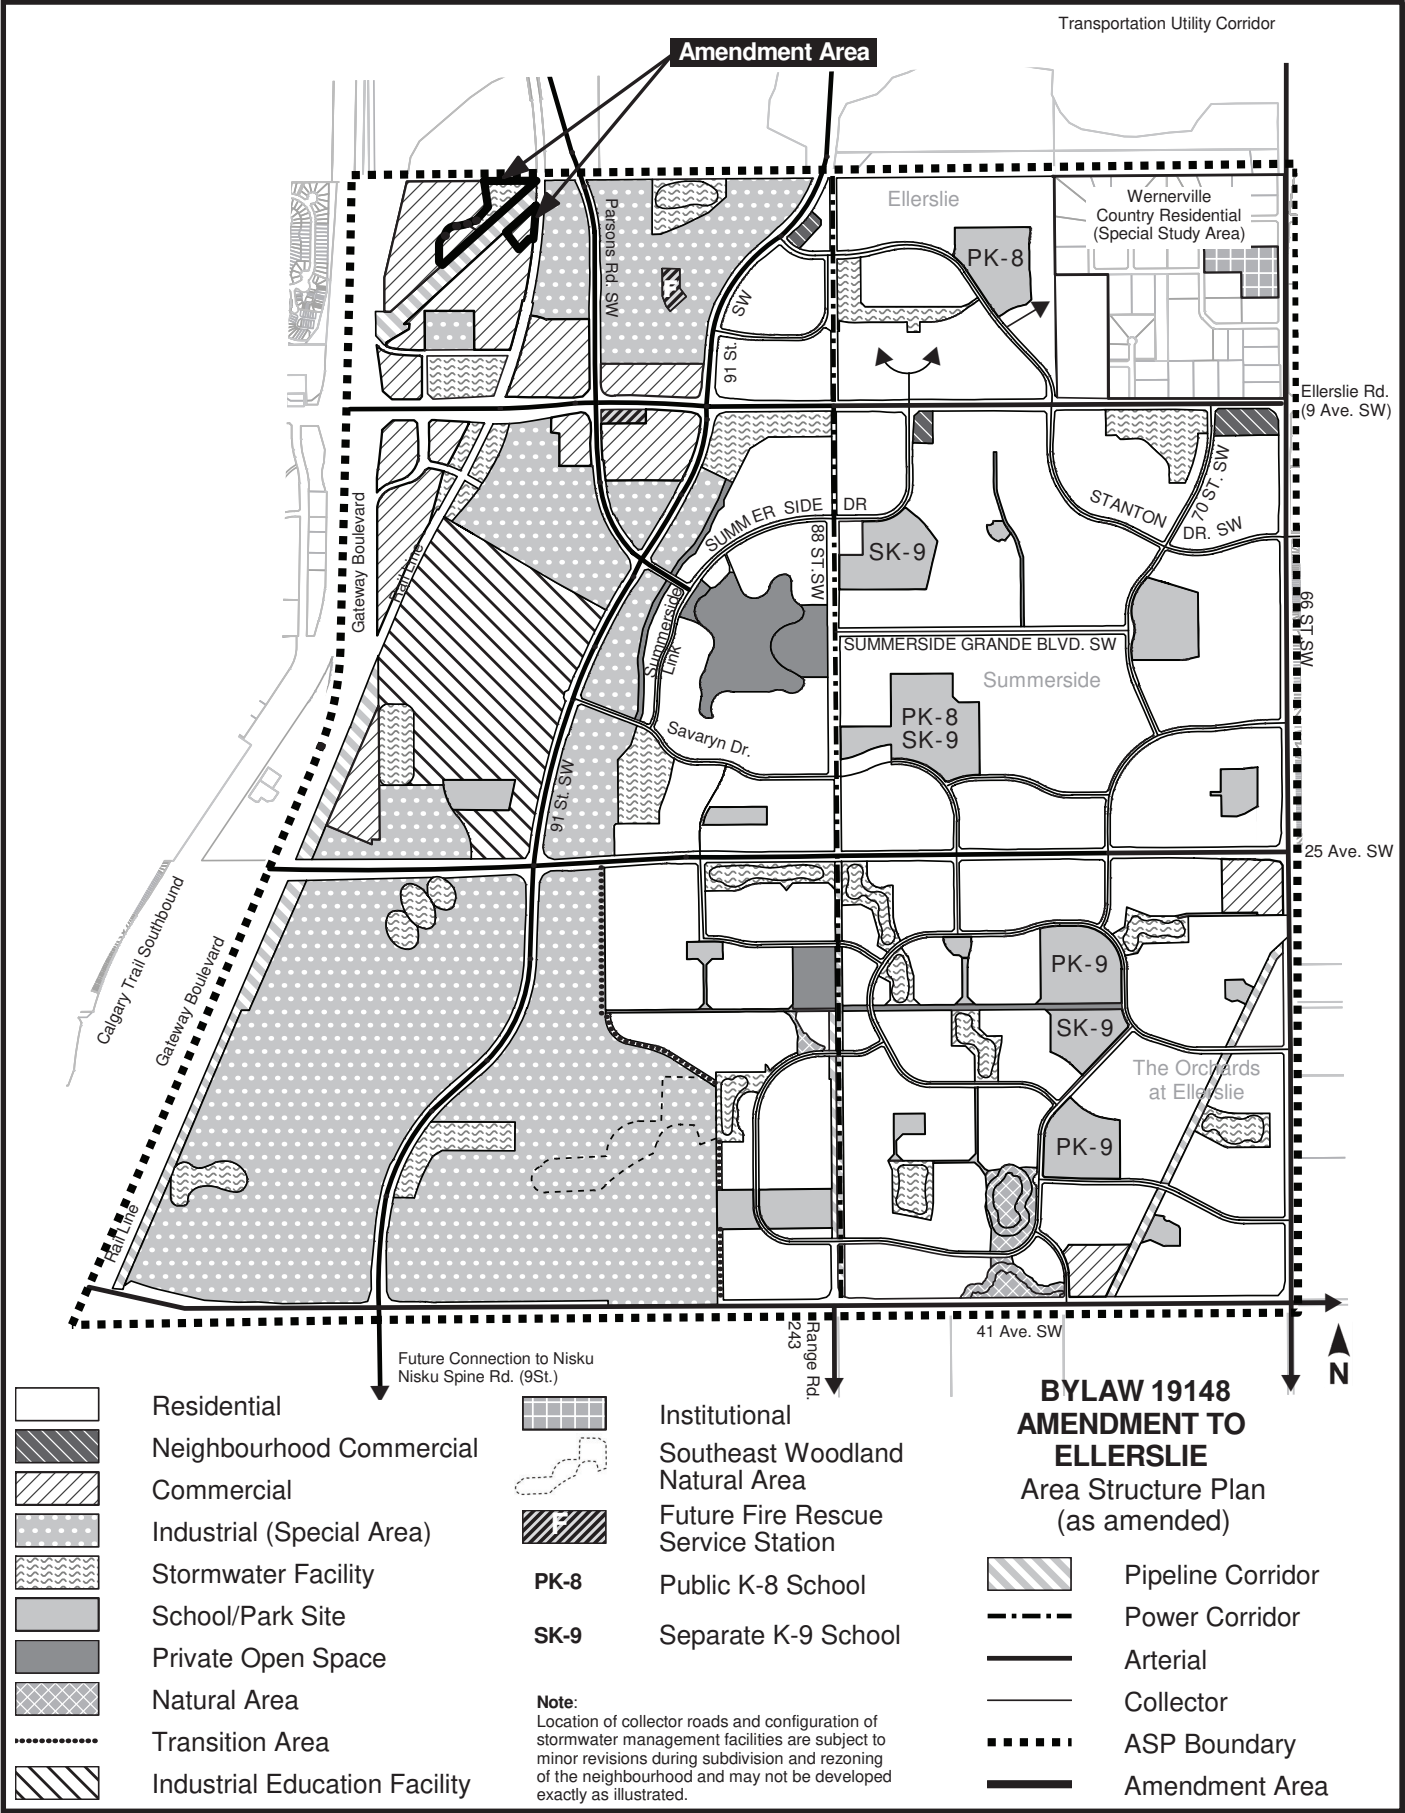 Transportation Utility Corridor
Amendment Area
Ellerslie
Wernerville
Country Residential
(Special Study Area)
Parsons Rd. SW
PK-8
F
SW
91 St.
Ellerslie Rd.
(9 Ave. SW)
Gateway Boulevard
Rail Line
SUMMER SIDE DR
88 ST. SW
SK-9
STANTON
DR. SW
70 ST. SW
66 ST. SW
Summerside
Link
SUMMERSIDE GRANDE BLVD. SW
Summerside
PK-8
SK-9
Savaryn Dr.
91 St. SW
25 Ave. SW
Calgary Trail Southbound
Gateway Boulevard
PK-9
SK-9
The Orchards
at Ellerslie
PK-9
Rail Line
41 Ave. SW
Range Rd.
243
Future Connection to Nisku
Nisku Spine Rd. (9St.)
N
Residential
Neighbourhood Commercial
Commercial
Industrial (Special Area)
Stormwater Facility
School/Park Site
Private Open Space
Natural Area
Transition Area
Industrial Education Facility
Institutional
Southeast Woodland
Natural Area
F
Future Fire Rescue
Service Station
PK-8 Public K-8 School
SK-9 Separate K-9 School
Note:
Location of collector roads and configuration of
stormwater management facilities are subject to
minor revisions during subdivision and rezoning
of the neighbourhood and may not be developed
exactly as illustrated.
BYLAW 19148
AMENDMENT TO
ELLERSLIE
Area Structure Plan
(as amended)
Pipeline Corridor
Power Corridor
Arterial
Collector
ASP Boundary
Amendment Area